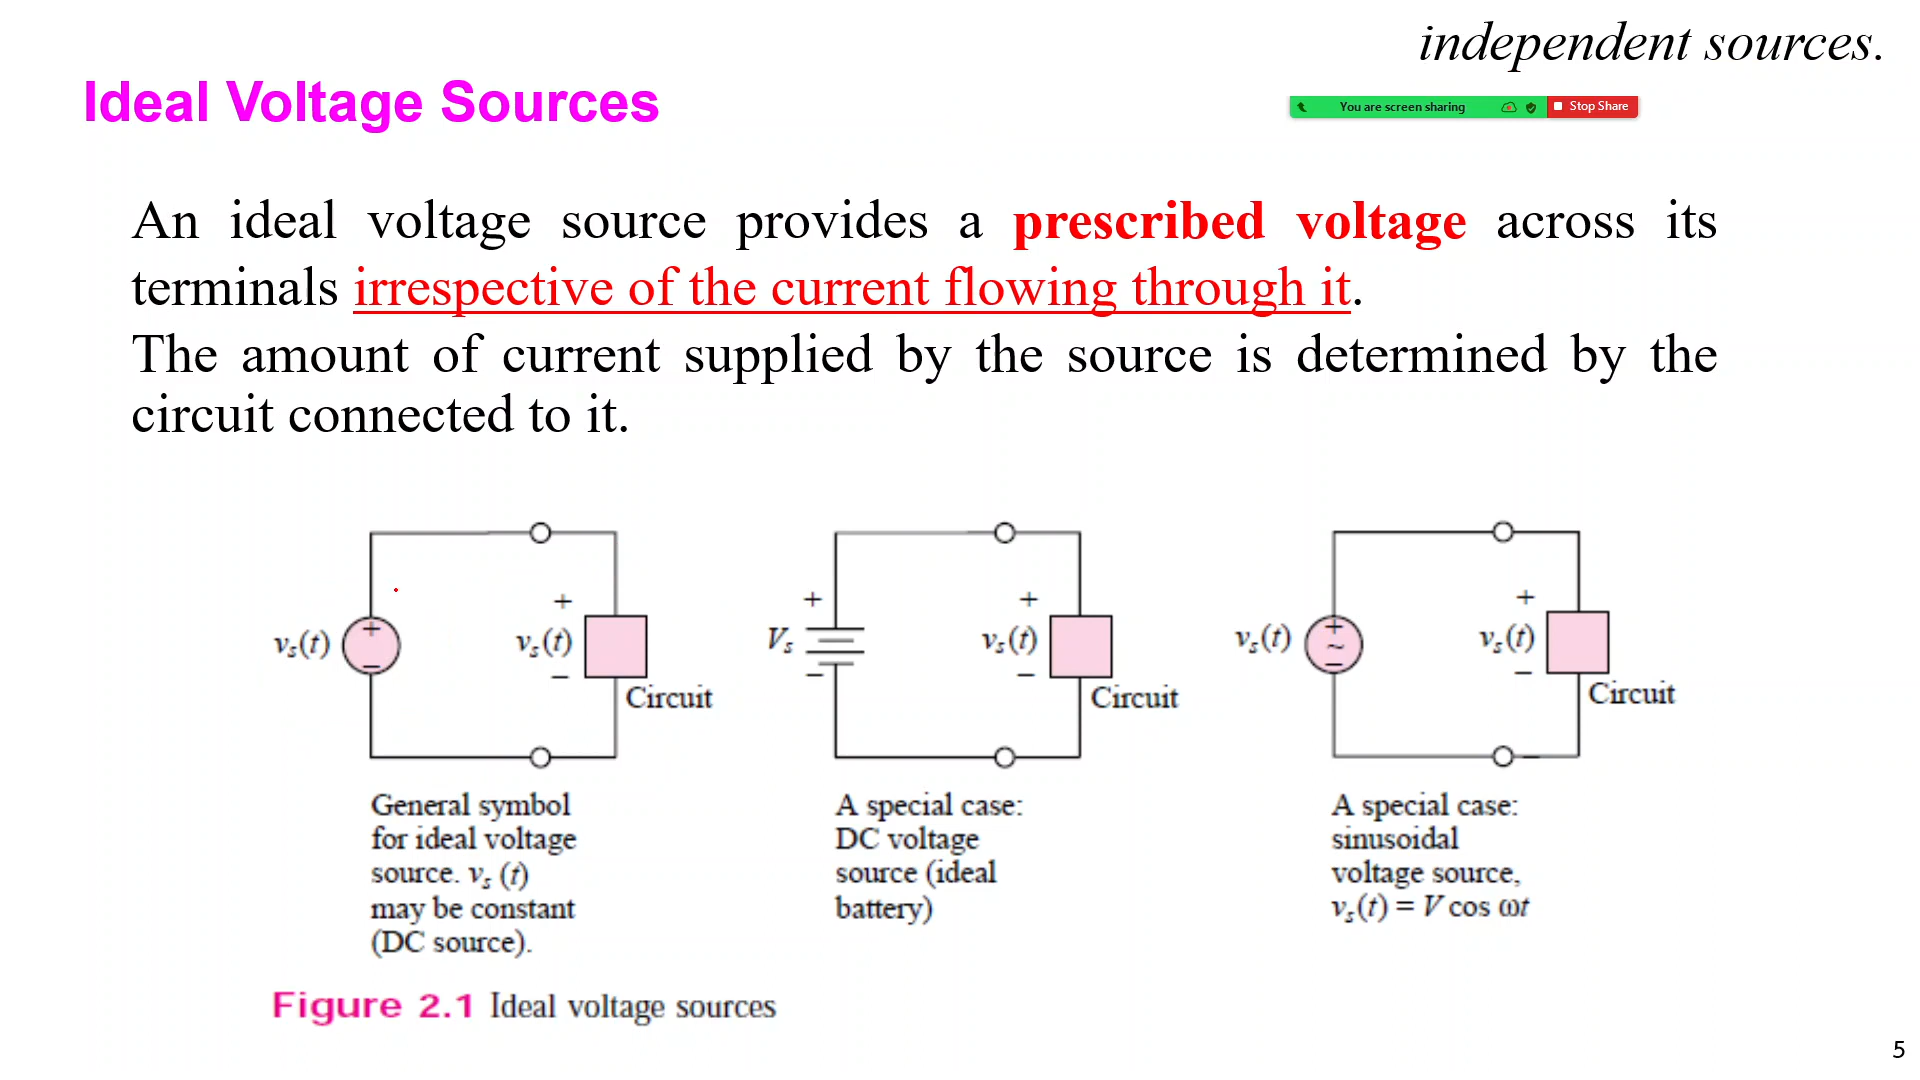 independent sources.
Ideal Voltage Sources
You are screen sharing
Stop Share
An ideal voltage source provides a prescribed voltage across its
terminals irrespective of the current flowing through it.
The amount of current supplied by the source is determined by the
circuit connected to it.
vs(t)
+
−
+
vs(t)
−
Circuit
+
Vs
−
+
vs(t)
−
Circuit
vs(t)
+
~
−
+
vs(t)
−
Circuit
General symbol
for ideal voltage
source. vs (t)
may be constant
(DC source).
A special case:
DC voltage
source (ideal
battery)
A special case:
sinusoidal
voltage source,
vs(t) = V cos ωt
Figure 2.1 Ideal voltage sources
5